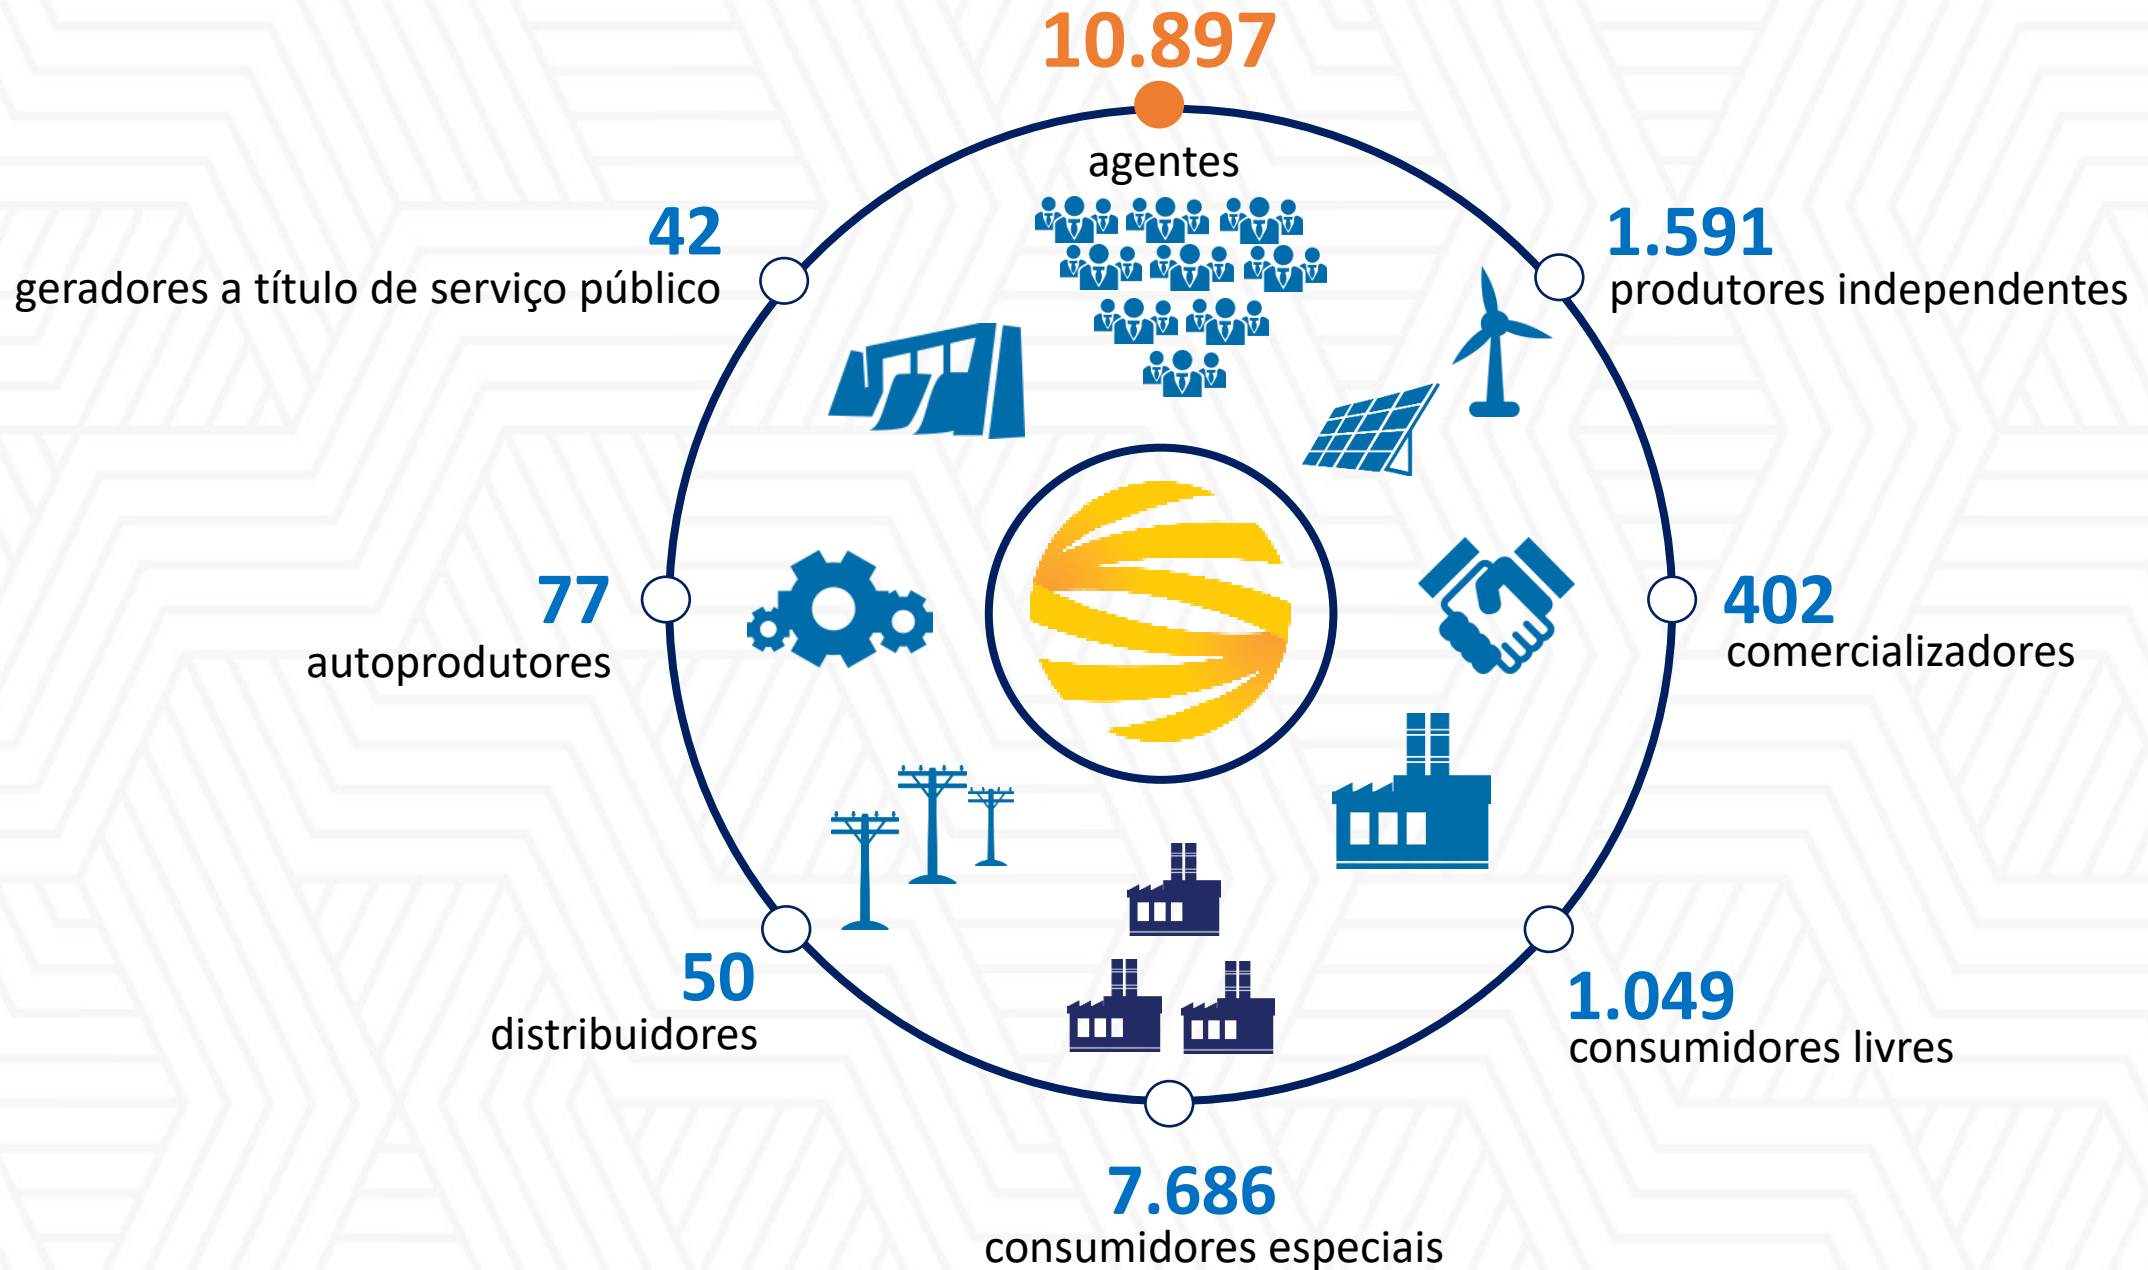 10.897
agentes
42
geradores a título de serviço público
1.591
produtores independentes
77
autoprodutores
402
comercializadores
50
distribuidores
1.049
consumidores livres
7.686
consumidores especiais